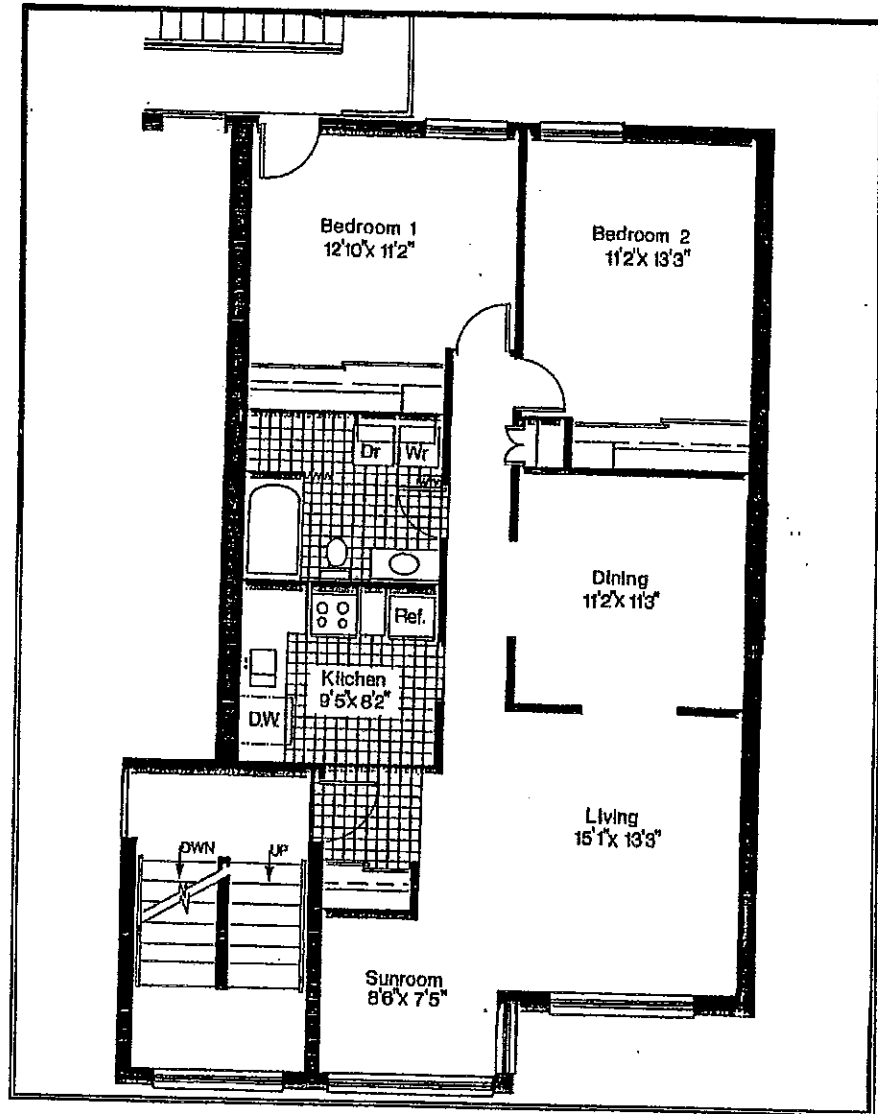 Bedroom 1
12'10"X 11'2"
Bedroom 2
11'2"X 13'3"
Dr
Wr
Dining
11'2"X 11'3"
Ref.
Kitchen
9'5"X 8'2"
D.W.
Living
15'1"X 13'3"
DWN
UP
Sunroom
8'6"X 7'5"